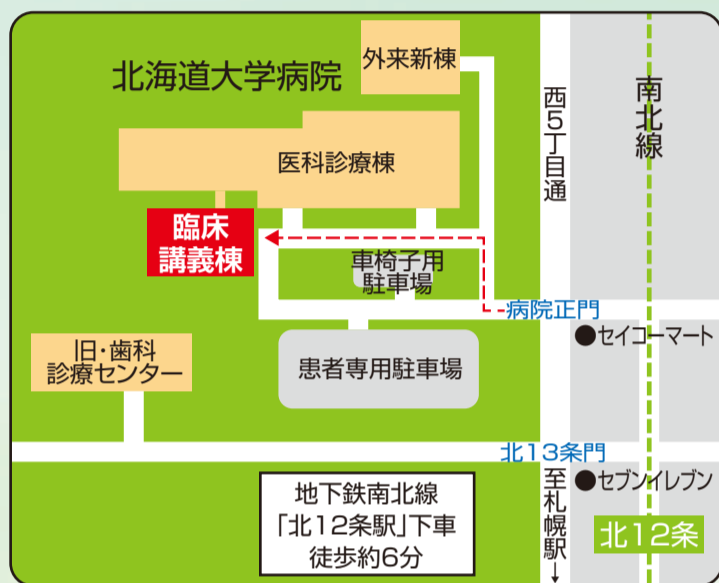 外来新棟
北海道大学病院
西5丁目通
南北線
医科診療棟
臨床
講義棟
車椅子用
駐車場
病院正門
●セイコーマート
旧・歯科
診療センター
患者専用駐車場
北13条門
●セブンイレブン
至札幌駅→
地下鉄南北線
「北12条駅」下車
徒歩約6分
北12条